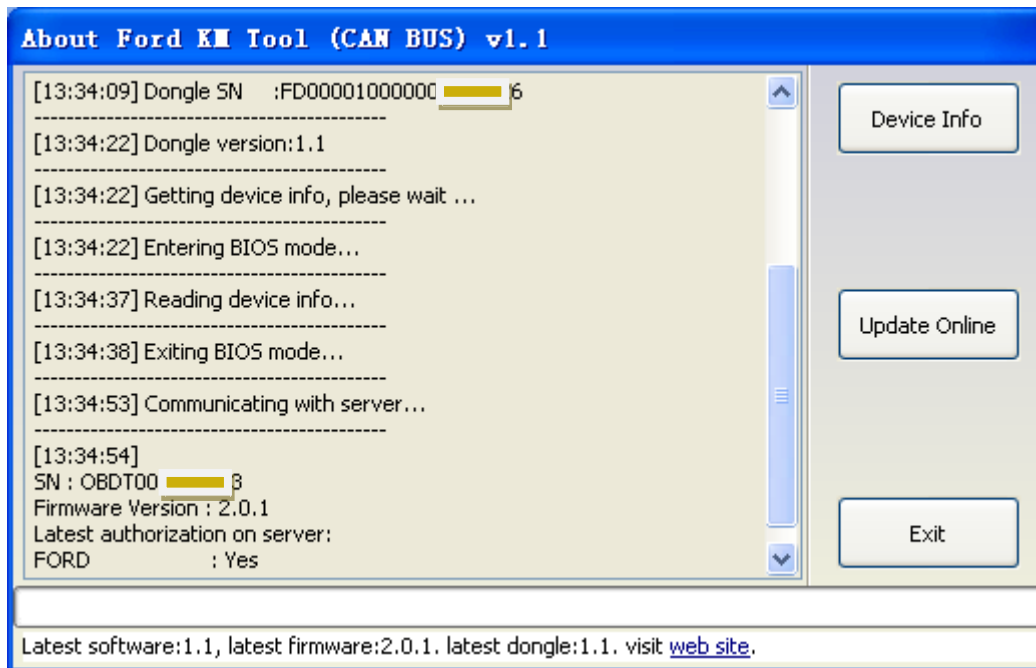 About Ford KM Tool (CAN BUS) v1.1
[13:34:09] Dongle SN :FD00001000000 6
----------------------------------------
[13:34:22] Dongle version:1.1
----------------------------------------
[13:34:22] Getting device info, please wait ...
----------------------------------------
[13:34:22] Entering BIOS mode...
----------------------------------------
[13:34:37] Reading device info...
----------------------------------------
[13:34:38] Exiting BIOS mode...
----------------------------------------
[13:34:53] Communicating with server...
----------------------------------------
[13:34:54]
SN : OBDT00 3
Firmware Version : 2.0.1
Latest authorization on server:
FORD : Yes
Device Info
Update Online
Exit
Latest software:1.1, latest firmware:2.0.1. latest dongle:1.1. visit web site.